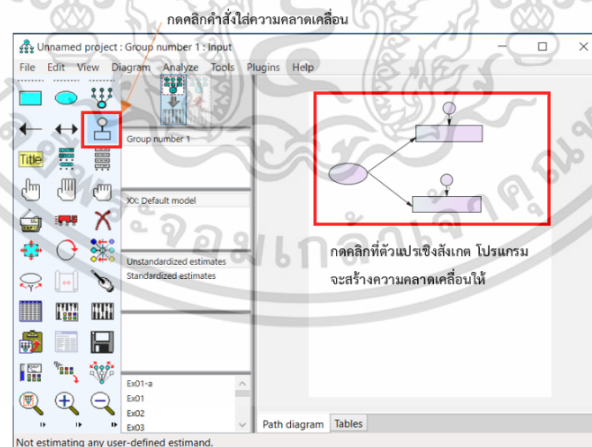 กดคลิกคำสั่งใส่ความคลาดเคลื่อน
Unnamed project : Group number 1 : Input
File Edit View Diagram Analyze Tools Plugins Help
Title
Group number 1
XX: Default model
Unstandardized estimates
Standardized estimates
Ex01-a
Ex01
Ex02
Ex03
กดคลิกที่ตัวแปรเชิงสังเกต โปรแกรม
จะสร้างความคลาดเคลื่อนให้
Path diagram Tables
Not estimating any user-defined estimand.